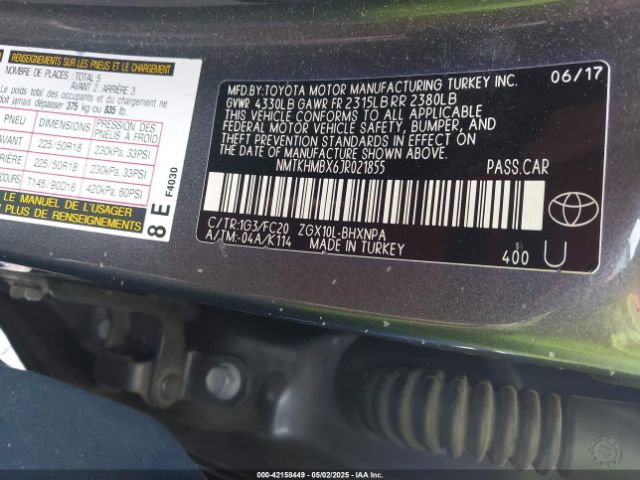 RENSEIGNEMENTS SUR LES PNEUS ET LE CHARGEMENT
NOMBRE DE PLACES : TOTAL 5
AVANT 2 : ARRIÈRE 3
Le poids total des occupants et du chargement ne doit
jamais dépasser 375 kg ou 835 lb.
PNEU DIMENSIONS PRESSION DES PNEUS À FROID
AVANT 225/50R18 230kPa, 33PSI
225/50R18 230kPa, 33PSI
T145/90D16 420kPa, 60PSI
LE MANUEL DE L'USAGER
POUR PLUS DE RENSEIGNEMENTS
8 E F4030
MFD.BY:TOYOTA MOTOR MANUFACTURING TURKEY INC. 06/17
GVWR 4330LB GAWR FR 2315LB RR 2380LB
THIS VEHICLE CONFORMS TO ALL APPLICABLE
FEDERAL MOTOR VEHICLE SAFETY, BUMPER, AND
THEFT PREVENTION STANDARDS IN EFFECT ON
THE DATE OF MANUFACTURE SHOWN ABOVE.
NMTKHMBX6JR021855 PASS.CAR
C/TR:1G3/FC20 ZGX10L-BHXNPA
A/TM:-04A/K114 MADE IN TURKEY
400 U
TOYOTA
000-42158449 - 05/02/2025 - COPYRIGHT IAA, INC. - IMPACT